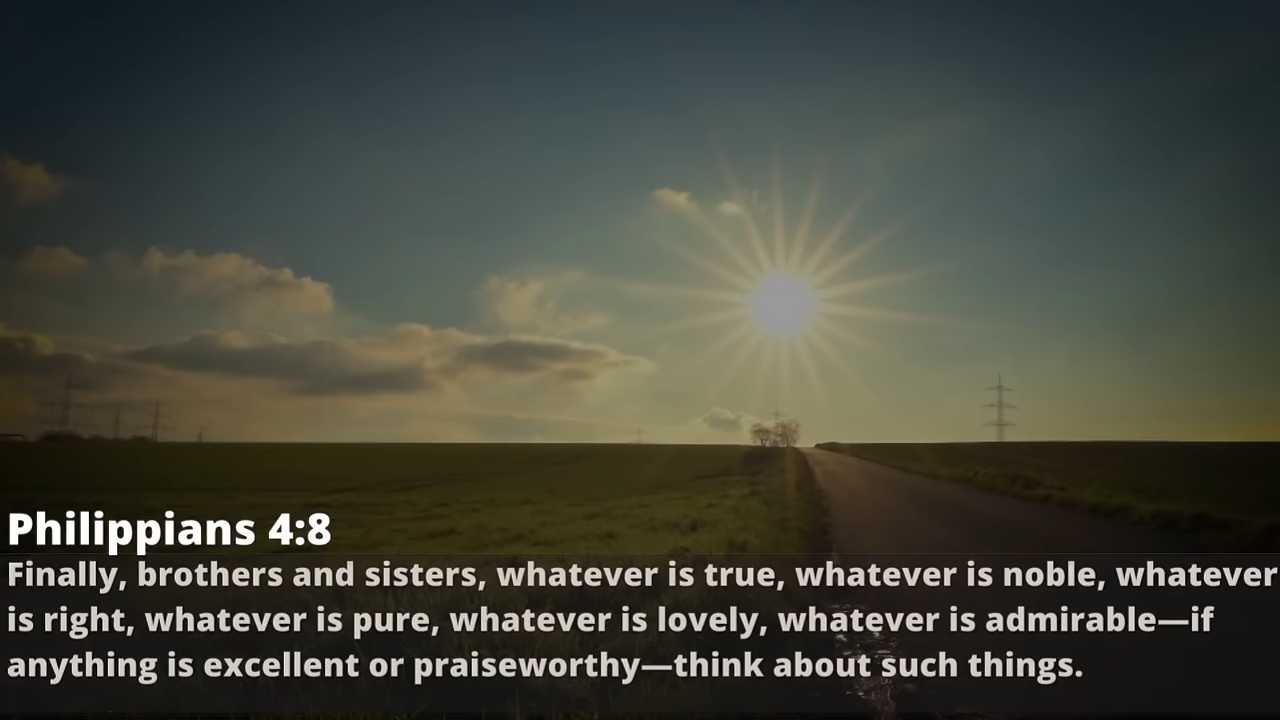 Philippians 4:8
Finally, brothers and sisters, whatever is true, whatever is noble, whatever
is right, whatever is pure, whatever is lovely, whatever is admirable—if
anything is excellent or praiseworthy—think about such things.